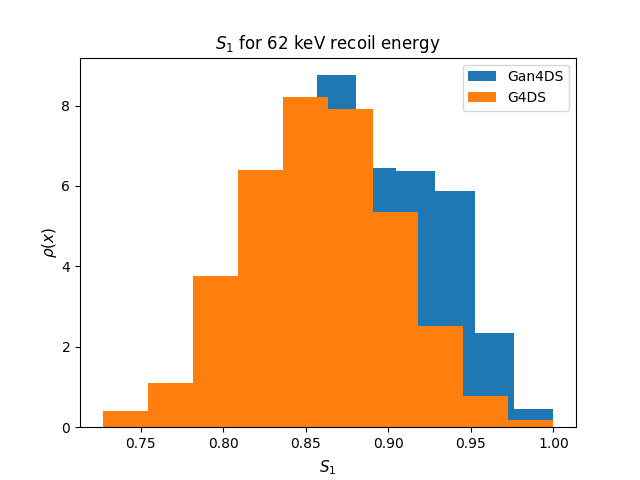 S₁ for 62 keV recoil energy
Gan4DS
G4DS
ρ(x)
8
6
4
2
0
0.75 0.80 0.85 0.90 0.95 1.00
S₁